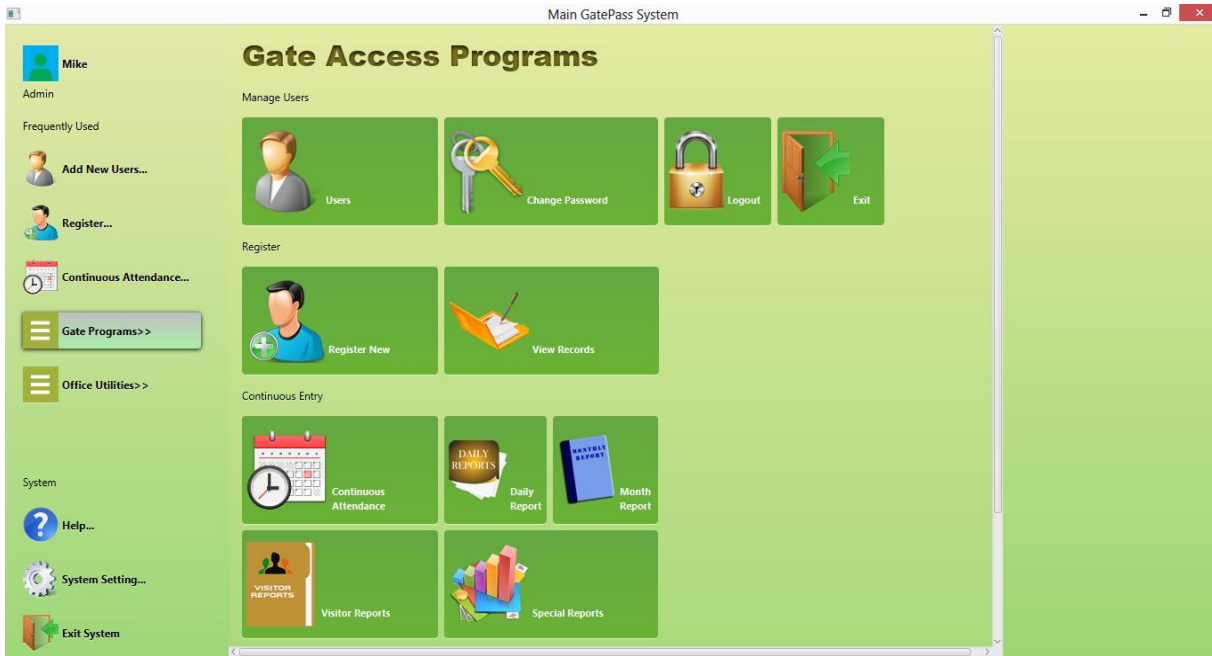 Main GatePass System
Mike
Admin
Frequently Used
Add New Users...
Register...
Continuous Attendance...
Gate Programs>>
Office Utilities>>
System
Help...
System Setting...
Exit System
Gate Access Programs
Manage Users
Users
Change Password
Logout
Exit
Register
Register New
View Records
Continuous Entry
Continuous
Attendance
DAILY
REPORTS
Daily
Report
MONTHLY
REPORT
Month
Report
VISITOR
REPORTS
Visitor Reports
Special Reports